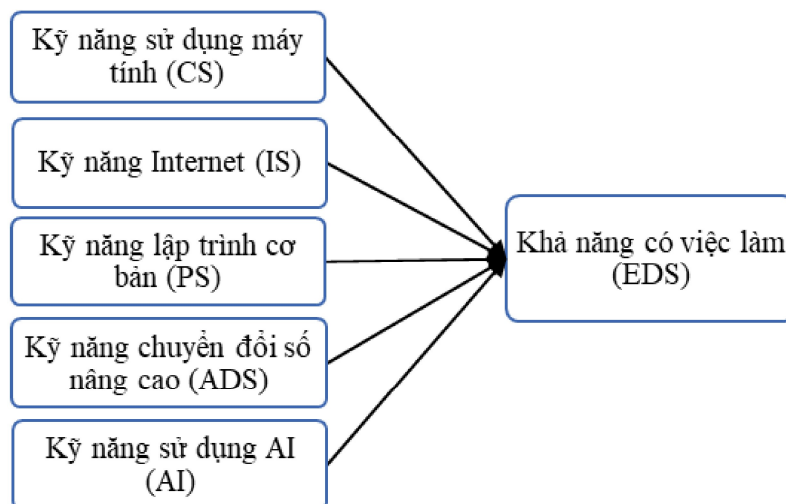 Kỹ năng sử dụng máy
tính (CS)
Kỹ năng Internet (IS)
Kỹ năng lập trình cơ
bản (PS)
Kỹ năng chuyển đổi số
nâng cao (ADS)
Kỹ năng sử dụng AI
(AI)
Khả năng có việc làm
(EDS)